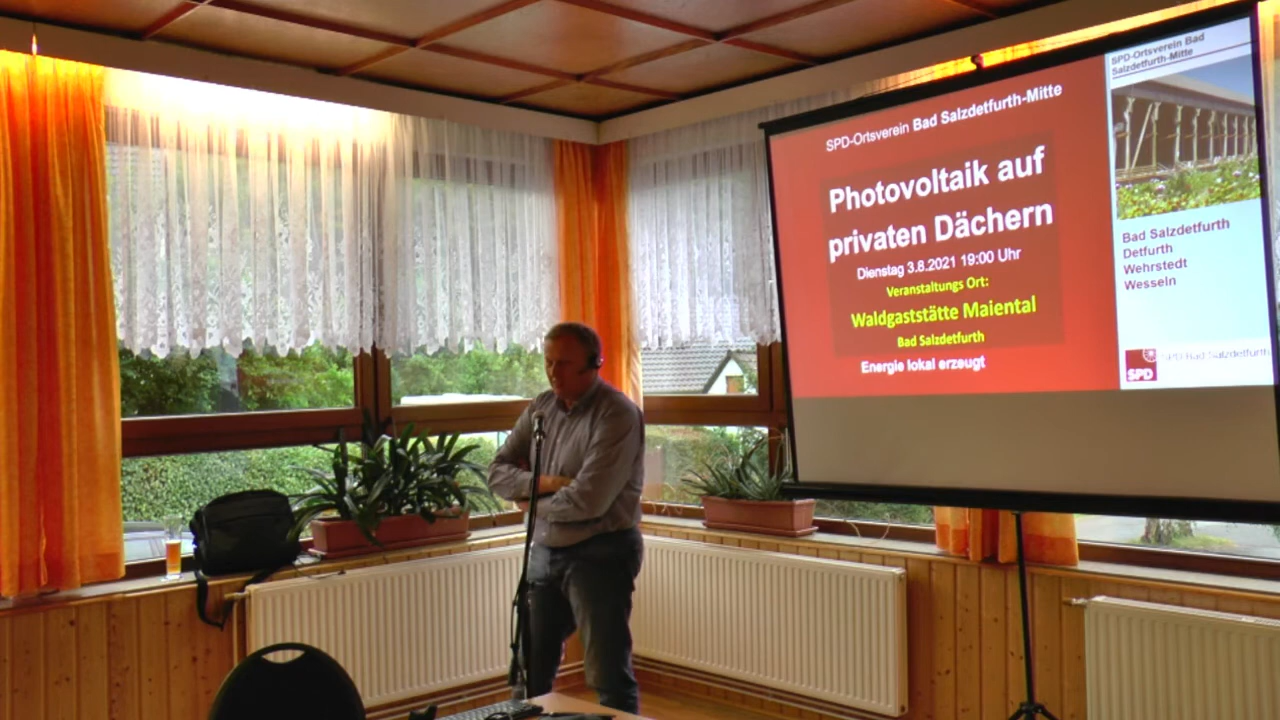 SPD-Ortsverein Bad Salzdetfurth-Mitte
Photovoltaik auf
privaten Dächern
Dienstag 3.8.2021 19:00 Uhr
Veranstaltungs Ort:
Waldgaststätte Maiental
Bad Salzdetfurth
Energie lokal erzeugt
SPD-Ortsverein Bad
Salzdetfurth-Mitte
Bad Salzdetfurth
Detfurth
Wehrstedt
Wesseln
SPD
SPD Bad Salzdetfurth